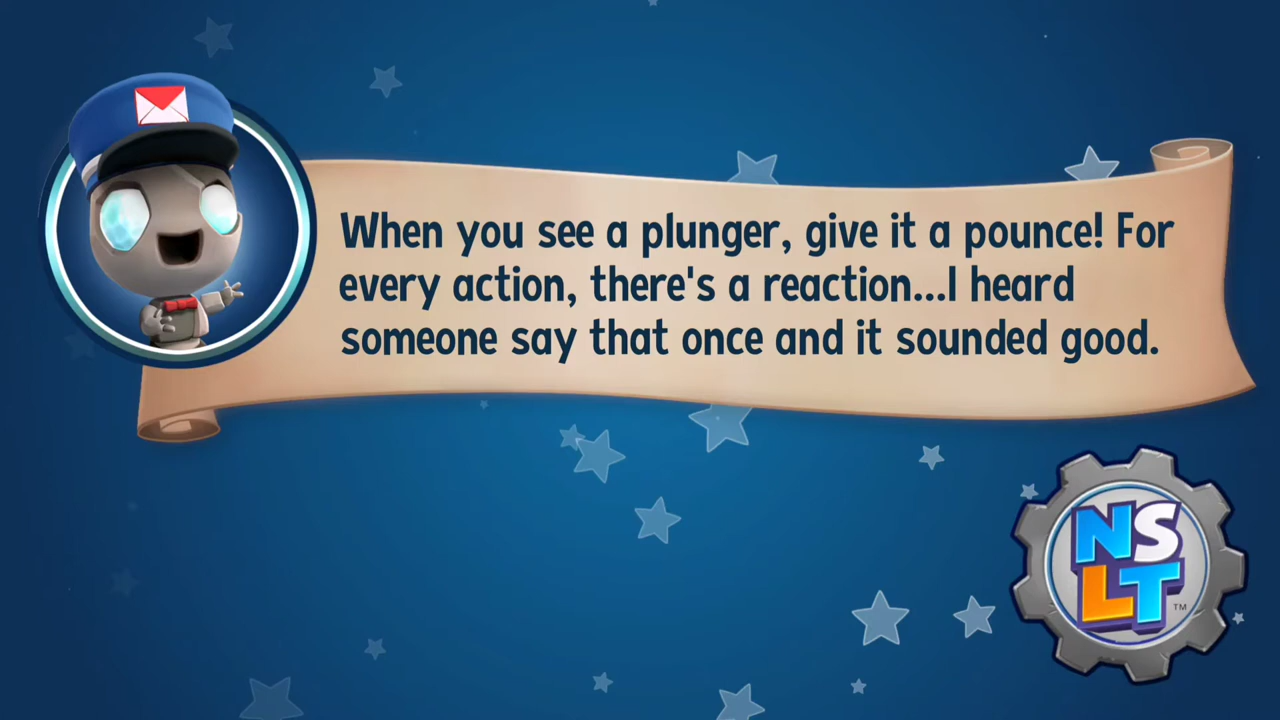 When you see a plunger, give it a pounce! For
every action, there's a reaction...I heard
someone say that once and it sounded good.
NS
LT
TM